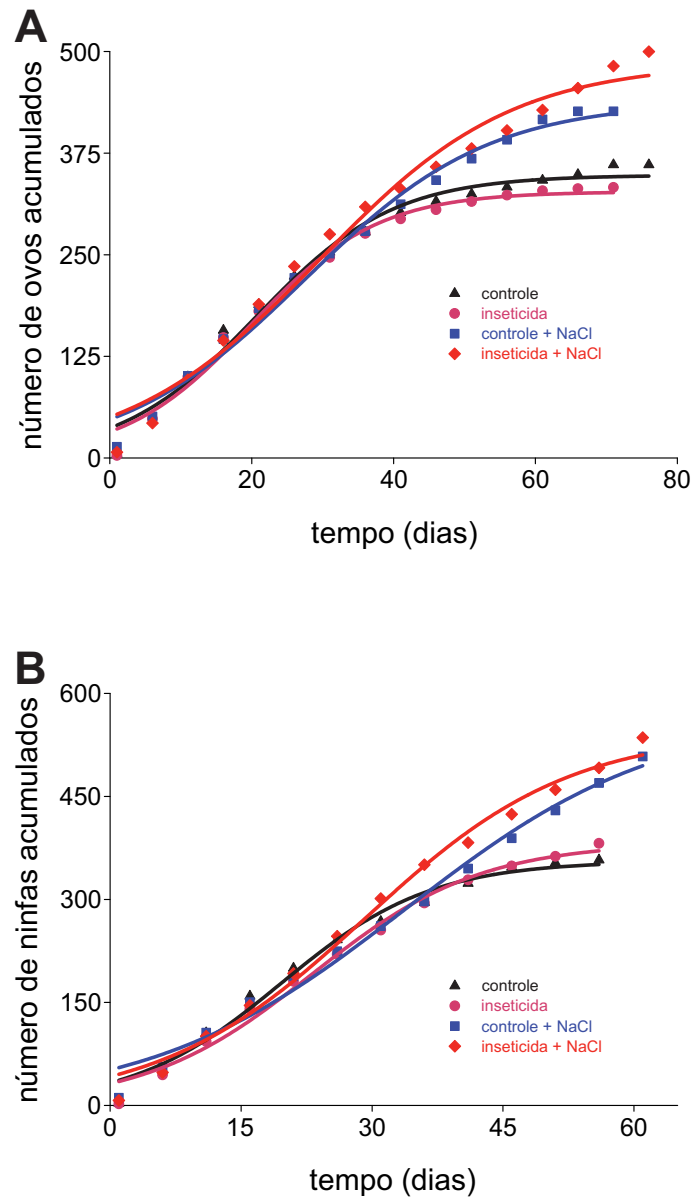 A
número de ovos acumulados
500
375
250
125
0
controle
inseticida
controle + NaCl
inseticida + NaCl
0 20 40 60 80
tempo (dias)
B
número de ninfas acumulados
600
450
300
150
0
controle
inseticida
controle + NaCl
inseticida + NaCl
0 15 30 45 60
tempo (dias)